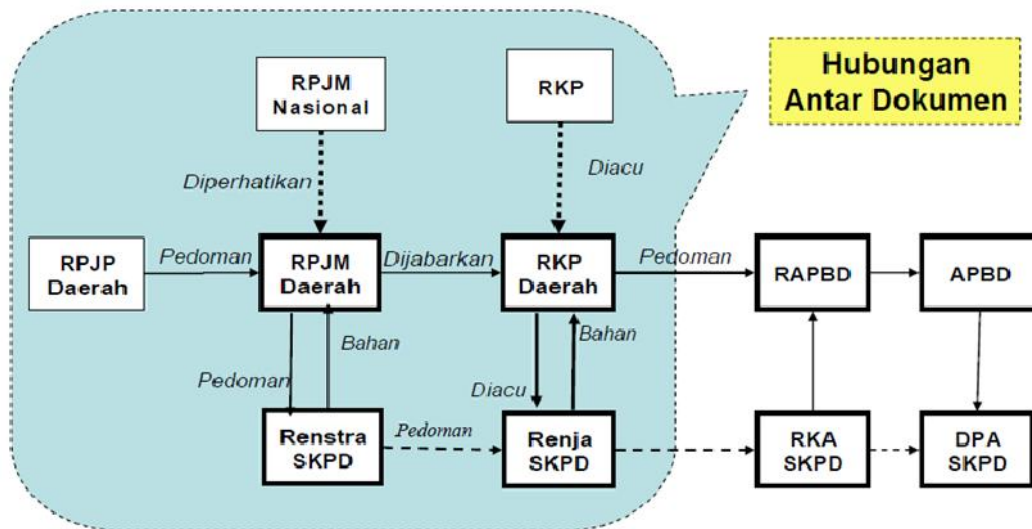 Hubungan
Antar Dokumen
RPJM
Nasional
RKP
Diperhatikan
Diacu
RPJP
Daerah
Pedoman
RPJM
Daerah
Dijabarkan
RKP
Daerah
Pedoman
RAPBD
APBD
Pedoman
Bahan
Diacu
Bahan
Renstra
SKPD
Pedoman
Renja
SKPD
RKA
SKPD
DPA
SKPD